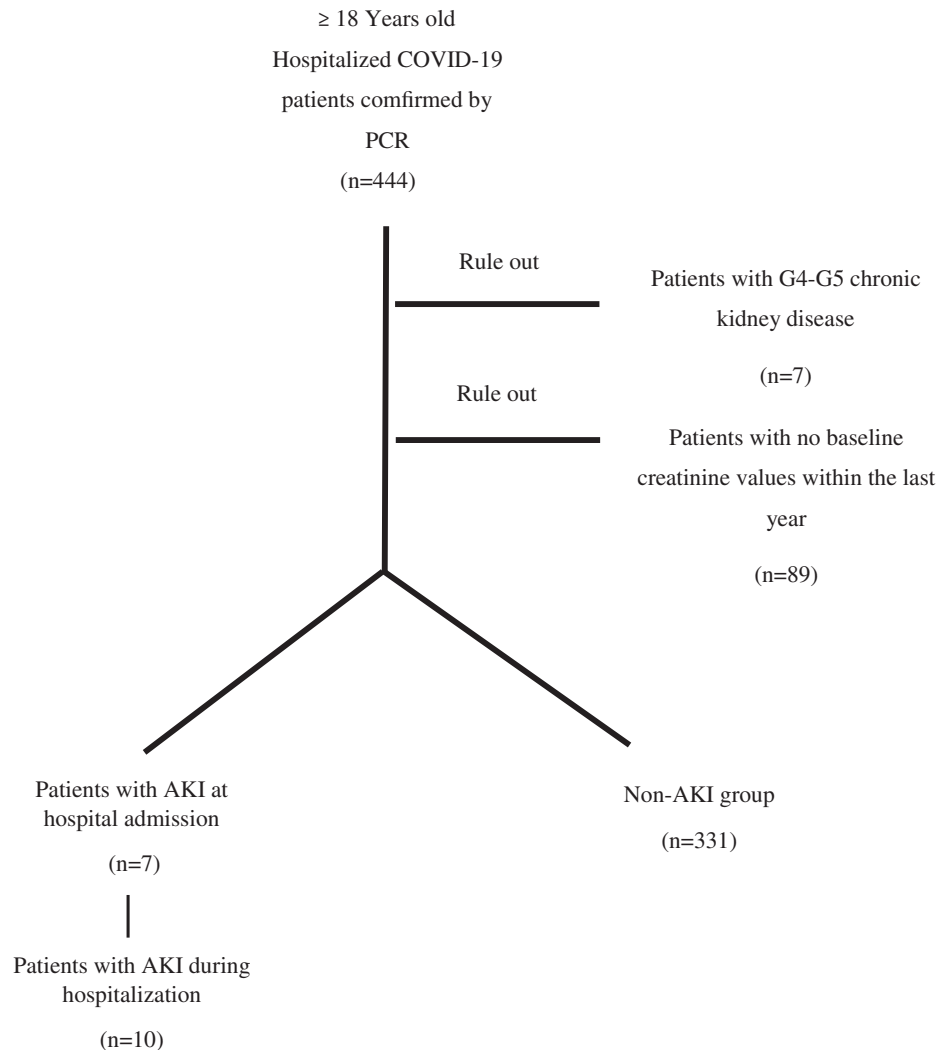 ≥ 18 Years old
Hospitalized COVID-19
patients comfirmed by
PCR
(n=444)
Rule out
Patients with G4-G5 chronic
kidney disease
(n=7)
Rule out
Patients with no baseline
creatinine values within the last
year
(n=89)
Patients with AKI at
hospital admission
(n=7)
Non-AKI group
(n=331)
Patients with AKI during
hospitalization
(n=10)